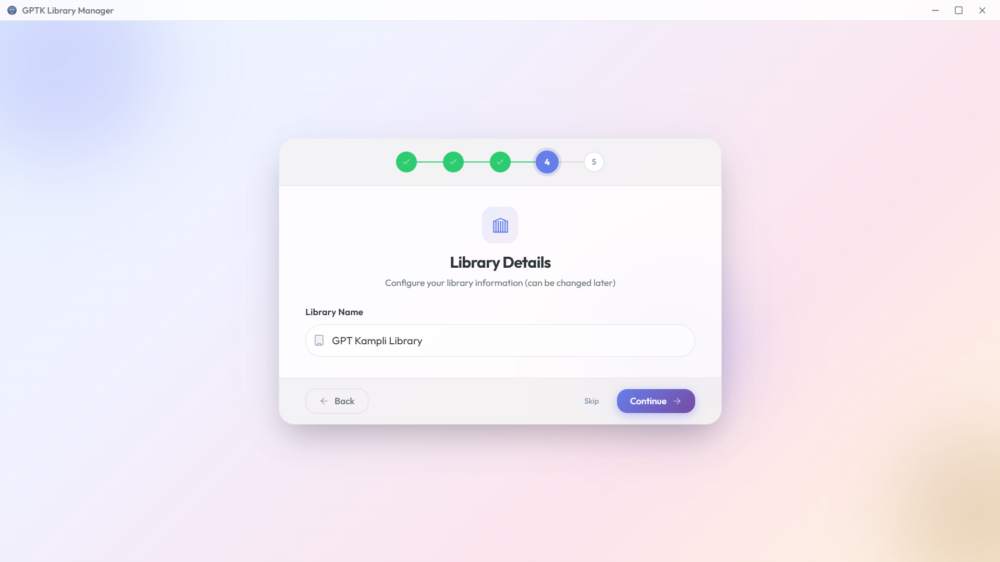 GPTK Library Manager
4
5
Library Details
Configure your library information (can be changed later)
Library Name
GPT Kampli Library
Back
Skip
Continue